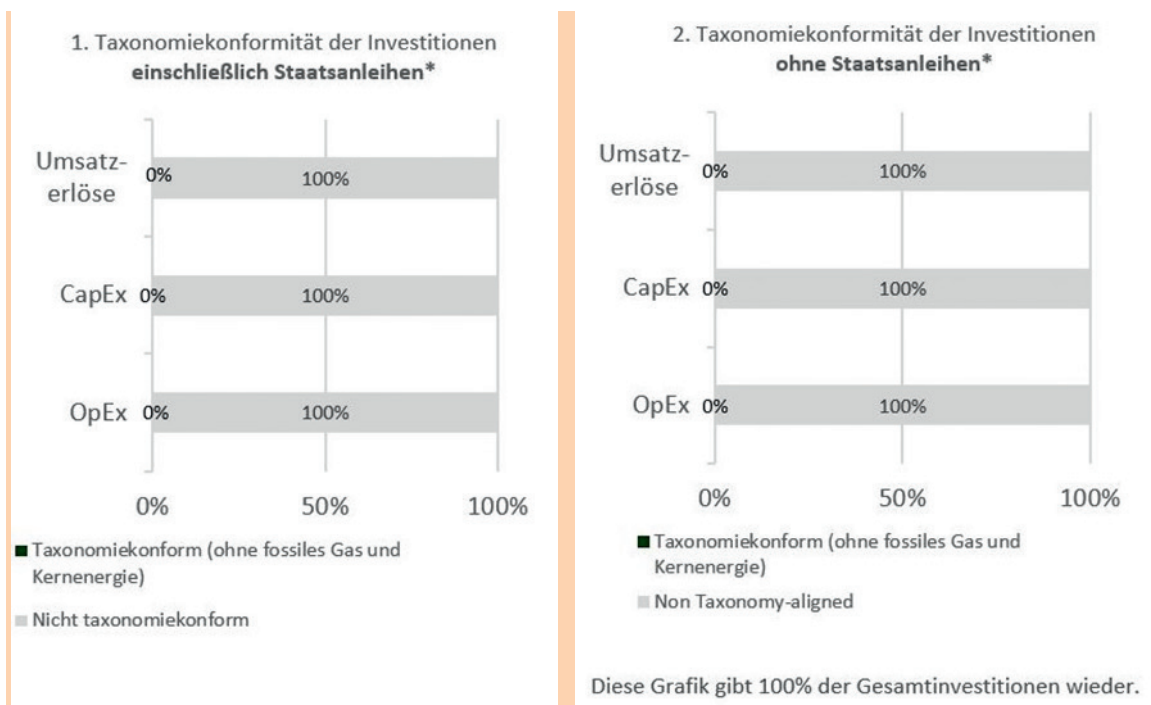 1. Taxonomiekonformität der Investitionen
einschließlich Staatsanleihen*
Umsatz-
erlöse
0%
100%
CapEx
0%
100%
OpEx
0%
100%
0%
50%
100%
Taxonomiekonform (ohne fossiles Gas und
Kernenergie)
Nicht taxonomiekonform
2. Taxonomiekonformität der Investitionen
ohne Staatsanleihen*
Umsatz-
erlöse
0%
100%
CapEx
0%
100%
OpEx
0%
100%
0%
50%
100%
Taxonomiekonform (ohne fossiles Gas und
Kernenergie)
Non Taxonomy-aligned
Diese Grafik gibt 100% der Gesamtinvestitionen wieder.